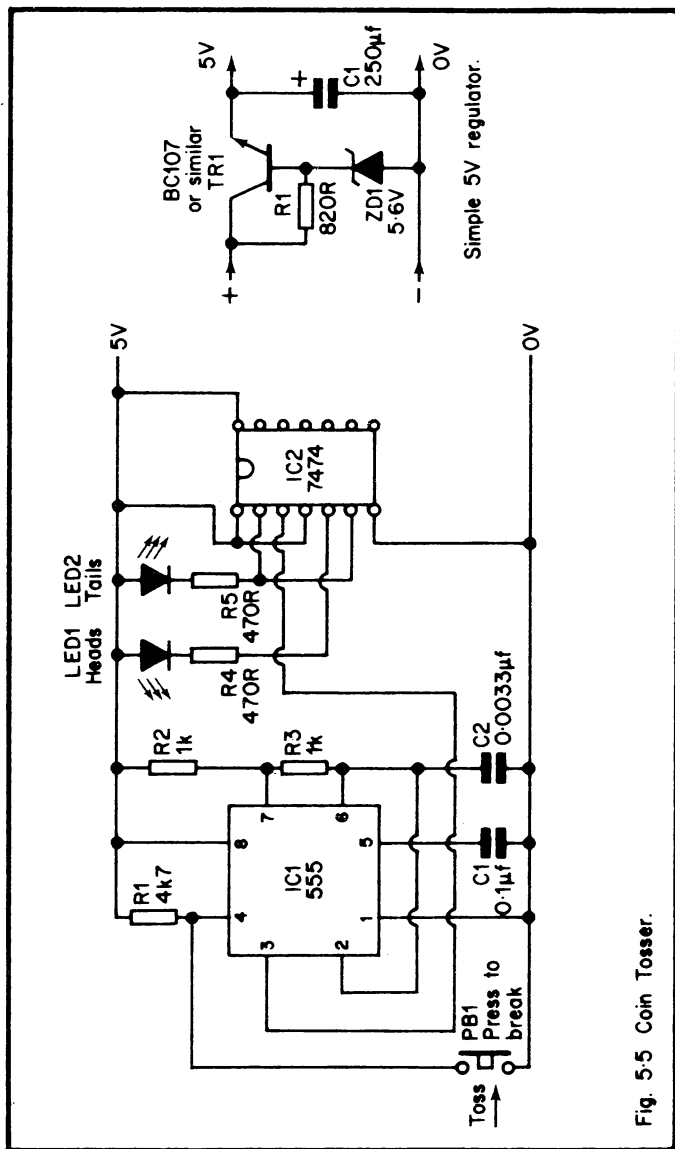 LED1 LED2
Heads Tails
5V
R1
4k7
R2
1k
R3
1k
R4
470R
R5
470R
4
8
7
3
IC1
555
6
2
1
5
IC2
7474
PB1
Press to
break
Toss
C1
0·1µf
C2
0·0033µf
0V
BC107
or similar
TR1
+
5V
R1
820R
+
C1
250µf
ZD1
5·6V
-
0V
Simple 5V regulator.
Fig. 5·5 Coin Tosser.